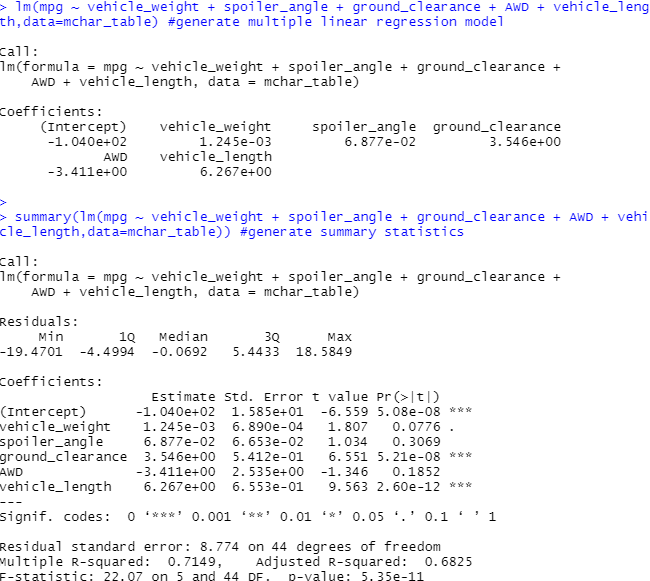 > lm(mpg ~ vehicle_weight + spoiler_angle + ground_clearance + AWD + vehicle_leng
th,data=mchar_table) #generate multiple linear regression model
Call:
lm(formula = mpg ~ vehicle_weight + spoiler_angle + ground_clearance +
    AWD + vehicle_length, data = mchar_table)
Coefficients:
     (Intercept)    vehicle_weight     spoiler_angle  ground_clearance
      -1.040e+02         1.245e-03         6.877e-02         3.546e+00
             AWD    vehicle_length
      -3.411e+00         6.267e+00
>
> summary(lm(mpg ~ vehicle_weight + spoiler_angle + ground_clearance + AWD + vehi
cle_length,data=mchar_table)) #generate summary statistics
Call:
lm(formula = mpg ~ vehicle_weight + spoiler_angle + ground_clearance +
    AWD + vehicle_length, data = mchar_table)
Residuals:
     Min       1Q   Median       3Q      Max
-19.4701  -4.4994  -0.0692   5.4433  18.5849
Coefficients:
                   Estimate Std. Error t value Pr(>|t|)
(Intercept)      -1.040e+02  1.585e+01  -6.559 5.08e-08 ***
vehicle_weight    1.245e-03  6.890e-04   1.807   0.0776 .
spoiler_angle     6.877e-02  6.653e-02   1.034   0.3069
ground_clearance  3.546e+00  5.412e-01   6.551 5.21e-08 ***
AWD              -3.411e+00  2.535e+00  -1.346   0.1852
vehicle_length    6.267e+00  6.553e-01   9.563 2.60e-12 ***
---
Signif. codes:  0 ‘***’ 0.001 ‘**’ 0.01 ‘*’ 0.05 ‘.’ 0.1 ‘ ’ 1
Residual standard error: 8.774 on 44 degrees of freedom
Multiple R-squared:  0.7149,    Adjusted R-squared:  0.6825
F-statistic: 22.07 on 5 and 44 DF,  p-value: 5.35e-11